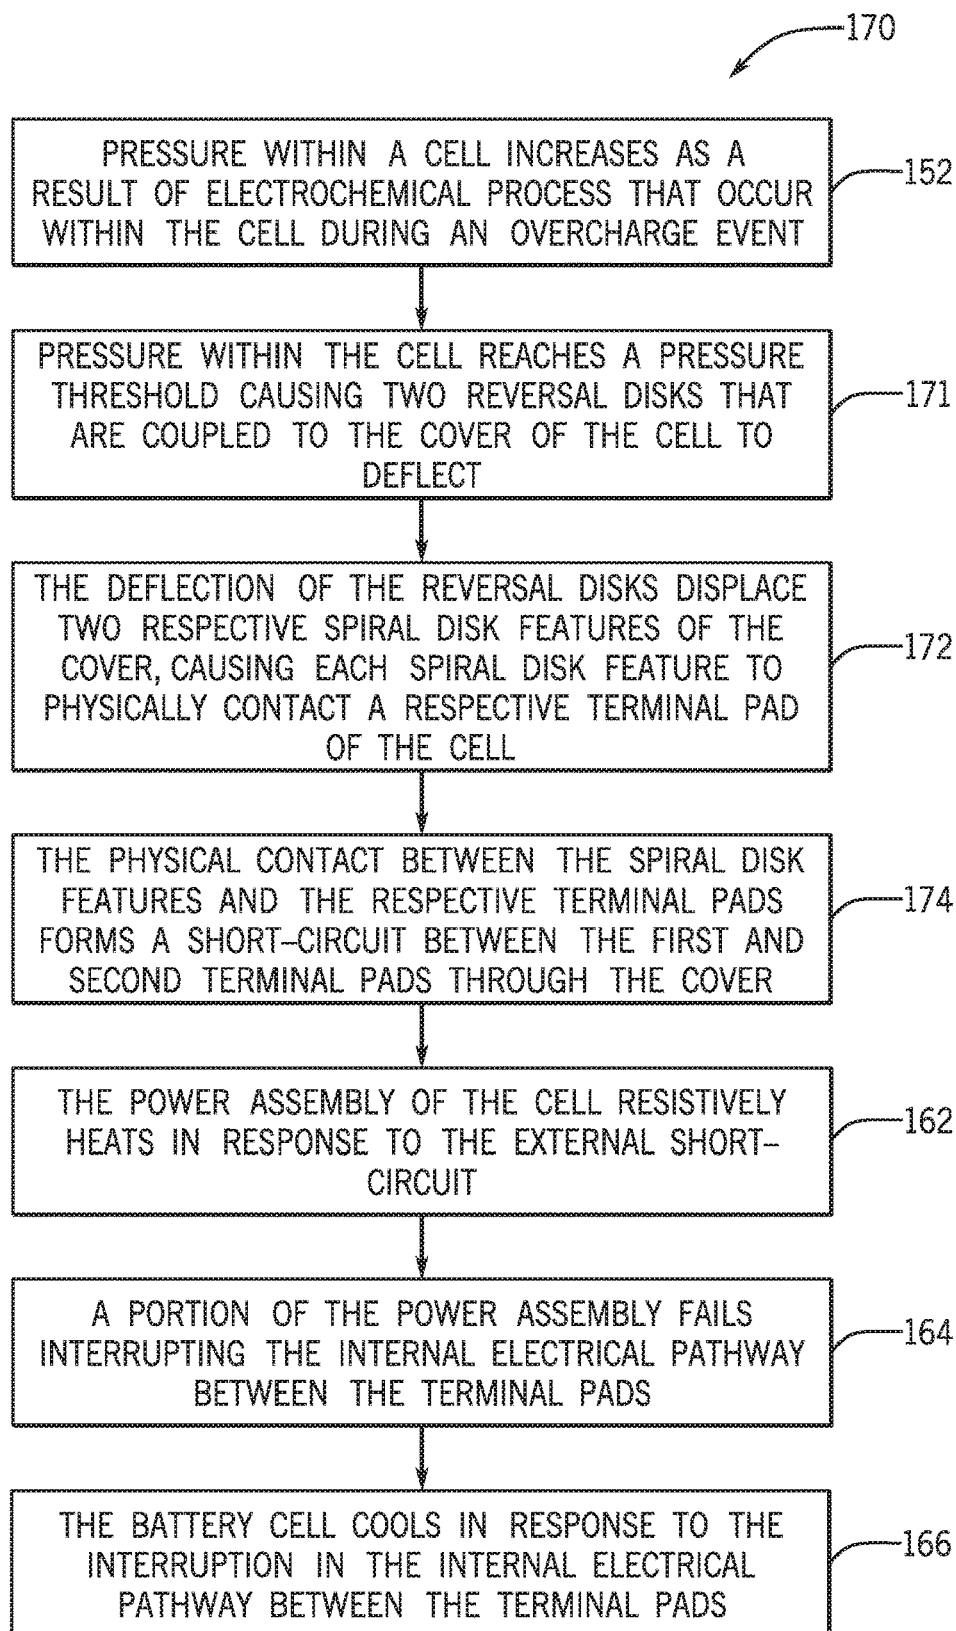 170
PRESSURE WITHIN A CELL INCREASES AS A
RESULT OF ELECTROCHEMICAL PROCESS THAT OCCUR
WITHIN THE CELL DURING AN OVERCHARGE EVENT
152
PRESSURE WITHIN THE CELL REACHES A PRESSURE
THRESHOLD CAUSING TWO REVERSAL DISKS THAT
ARE COUPLED TO THE COVER OF THE CELL TO
DEFLECT
171
THE DEFLECTION OF THE REVERSAL DISKS DISPLACE
TWO RESPECTIVE SPIRAL DISK FEATURES OF THE
COVER, CAUSING EACH SPIRAL DISK FEATURE TO
PHYSICALLY CONTACT A RESPECTIVE TERMINAL PAD
OF THE CELL
172
THE PHYSICAL CONTACT BETWEEN THE SPIRAL DISK
FEATURES AND THE RESPECTIVE TERMINAL PADS
FORMS A SHORT-CIRCUIT BETWEEN THE FIRST AND
SECOND TERMINAL PADS THROUGH THE COVER
174
THE POWER ASSEMBLY OF THE CELL RESISTIVELY
HEATS IN RESPONSE TO THE EXTERNAL SHORT-
CIRCUIT
162
A PORTION OF THE POWER ASSEMBLY FAILS
INTERRUPTING THE INTERNAL ELECTRICAL PATHWAY
BETWEEN THE TERMINAL PADS
164
THE BATTERY CELL COOLS IN RESPONSE TO THE
INTERRUPTION IN THE INTERNAL ELECTRICAL
PATHWAY BETWEEN THE TERMINAL PADS
166